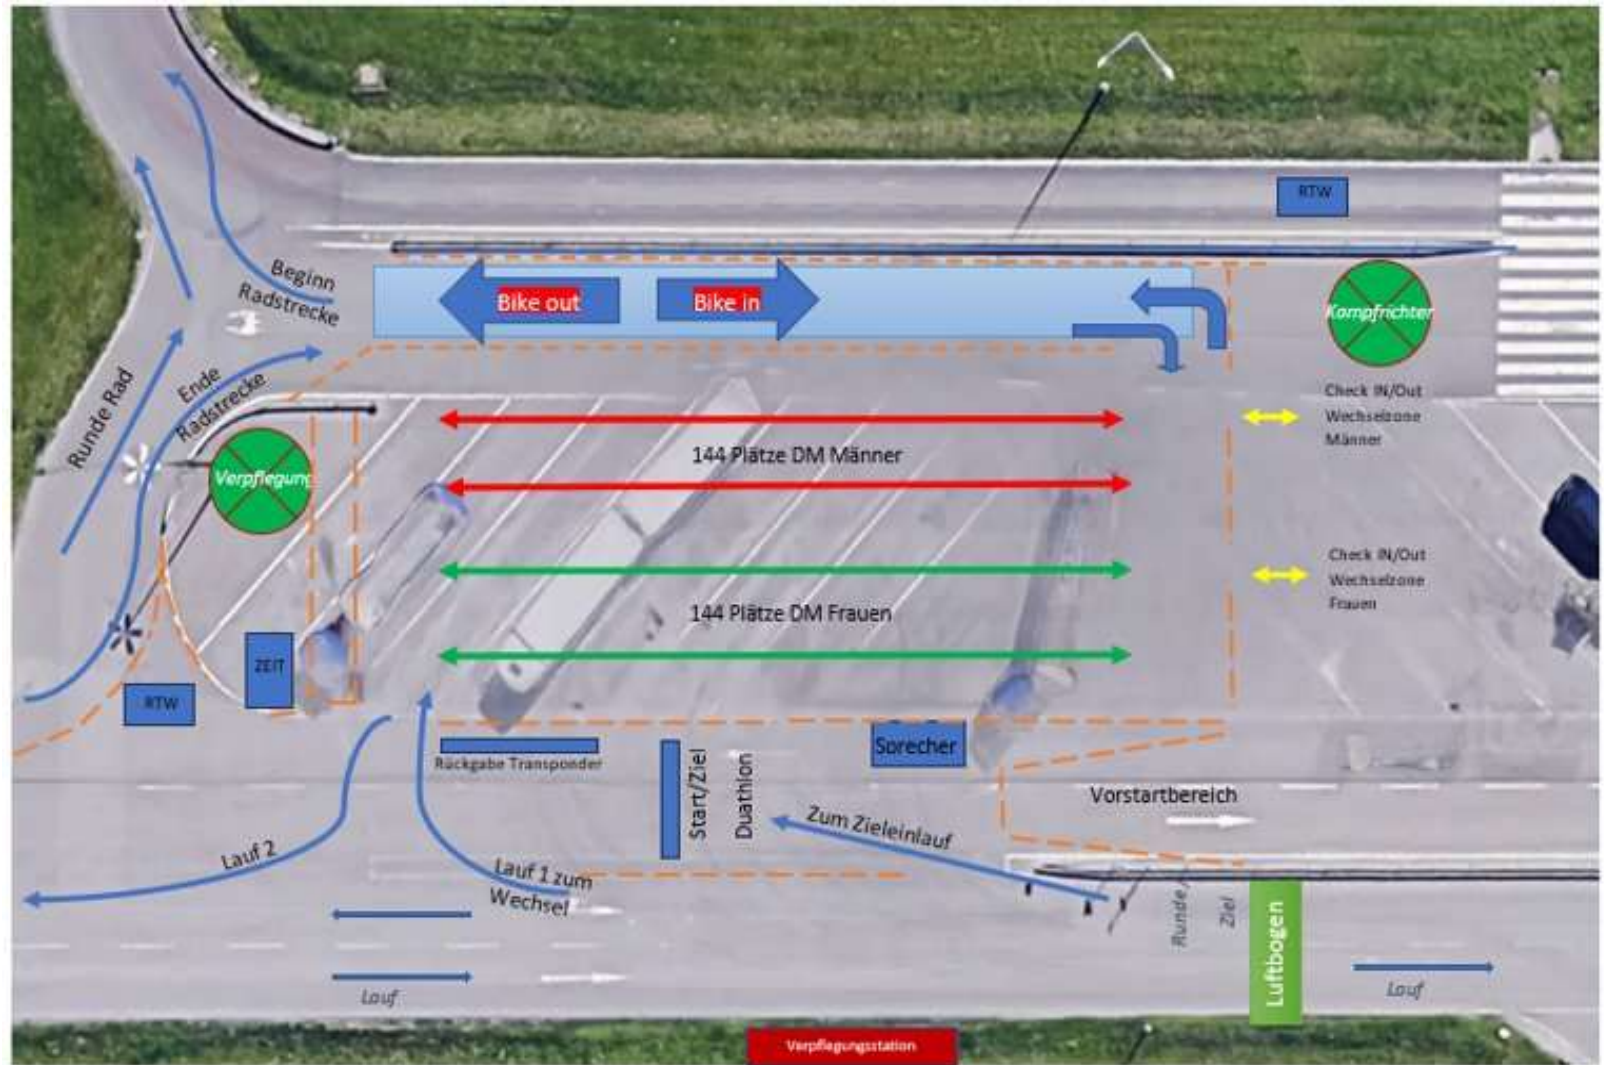 RTW
Beginn
Radstrecke
Bike out
Bike in
Kampfrichter
Ende
Radstrecke
Runde Rad
Check IN/Out
Wechselzone
Männer
144 Plätze DM Männer
Verpflegung
Check IN/Out
Wechselzone
Frauen
144 Plätze DM Frauen
ZEIT
RTW
Rückgabe Transponder
Start/Ziel
Duathlon
Sorecher
Vorstartbereich
Zum Zieleinlauf
Lauf 2
Lauf 1 zum
Wechsel
Runde/
Ziel
Luftbogen
Lauf
Lauf
Verpflegungsstation